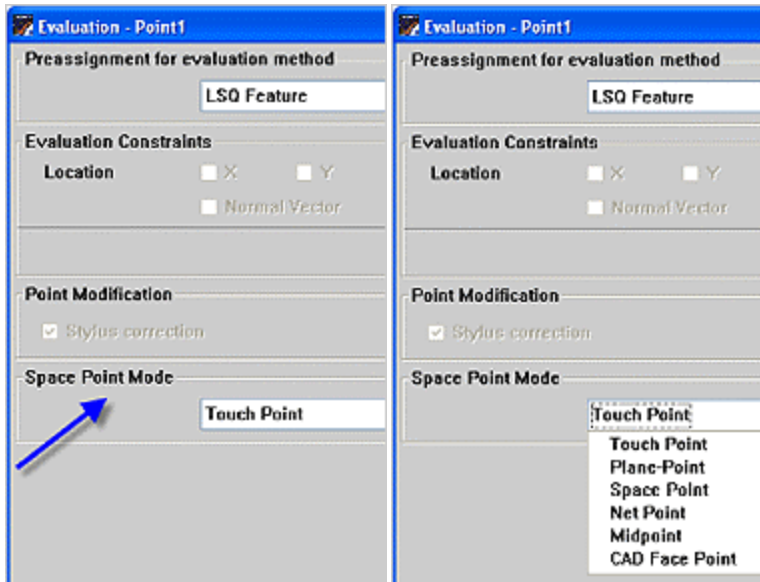 Evaluation - Point1
Preassignment for evaluation method
LSQ Feature
Evaluation Constraints
Location X Y
Normal Vector
Point Modification
Stylus correction
Space Point Mode
Touch Point
Evaluation - Point1
Preassignment for evaluation method
LSQ Feature
Evaluation Constraints
Location X Y
Normal Vector
Point Modification
Stylus correction
Space Point Mode
Touch Point
Touch Point
Plane-Point
Space Point
Net Point
Midpoint
CAD Face Point